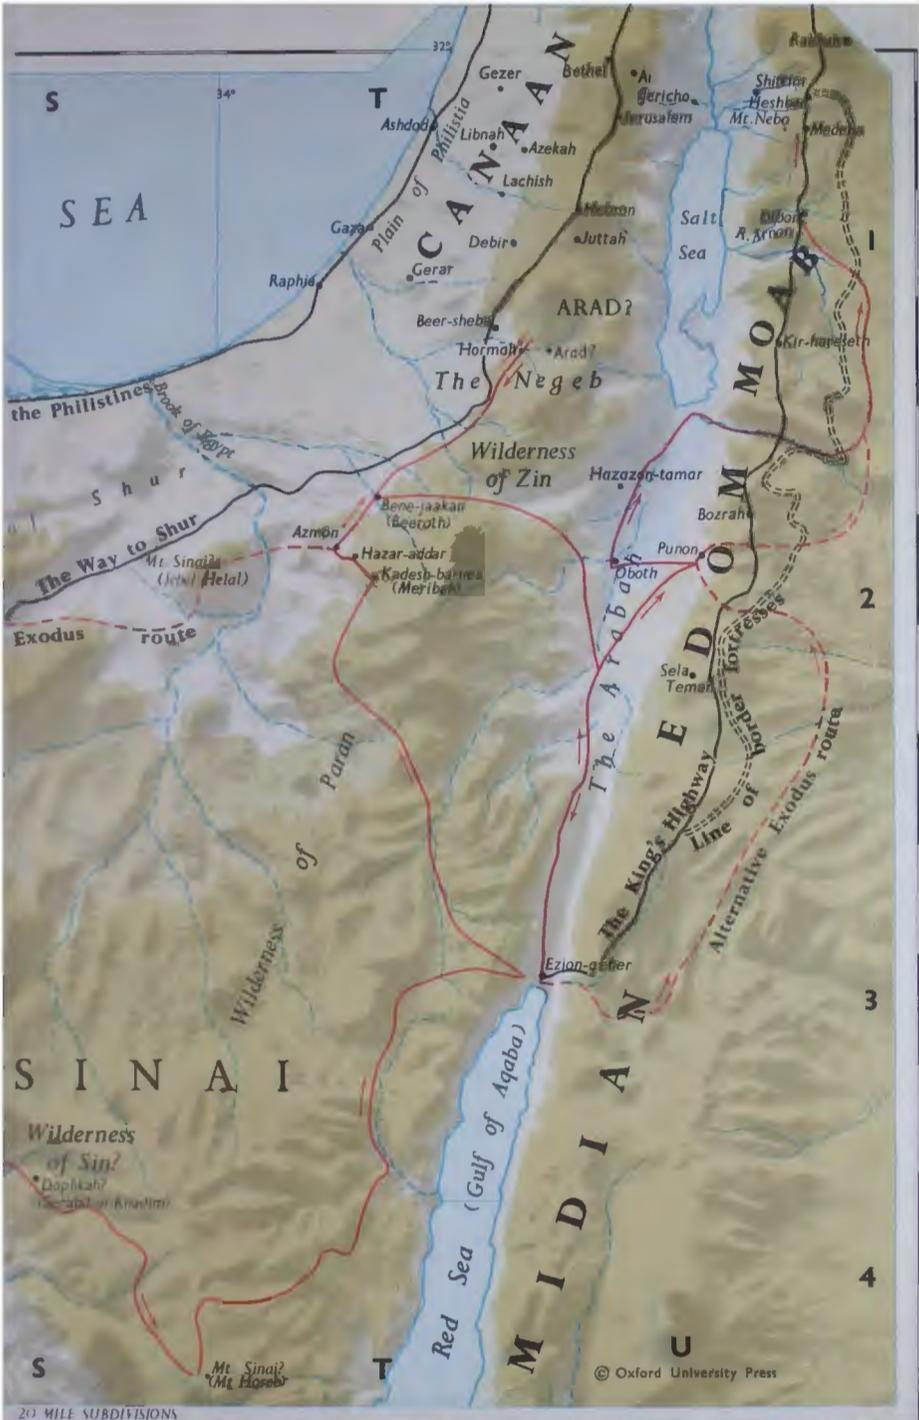 32°
34°
S
T
SEA
CANAAN
Gezer
Bethel
Ai
Jericho
Jerusalem
Ashdod
Libnah
Azekah
Lachish
Plain of Philistia
Gaza
Hebron
Juttah
Debir
Gerar
Raphia
ARAD?
Beer-sheba
Hormah
Arad?
The Negeb
Salt
Sea
Shittim
Heshbon
Mt. Nebo
Medeba
Dibon
R. Arnon
1
MOAB
Kir-hareseth
the Philistines
Brook of Egypt
Shur
The Way to Shur
Wilderness
of Zin
Hazazon-tamar
Bene-jaakan
(Beeroth)
Azmon
Hazar-addar
Kadesh-barnea
(Meribah)
Mt. Sinai?
(Jebel Helal)
Exodus route
Bozrah
Punon
Oboth
2
EDOM
The Arabah
Sela
Teman
Line of border fortresses
The King's Highway
Alternative Exodus route
Wilderness of Paran
Ezion-geber
3
SINAI
MIDIAN
Wilderness
of Sin?
Dophkah?
Red Sea (Gulf of Aqaba)
4
Mt Sinai?
(Mt Horeb)
S
T
U
© Oxford University Press
20 MILE SUBDIVISIONS